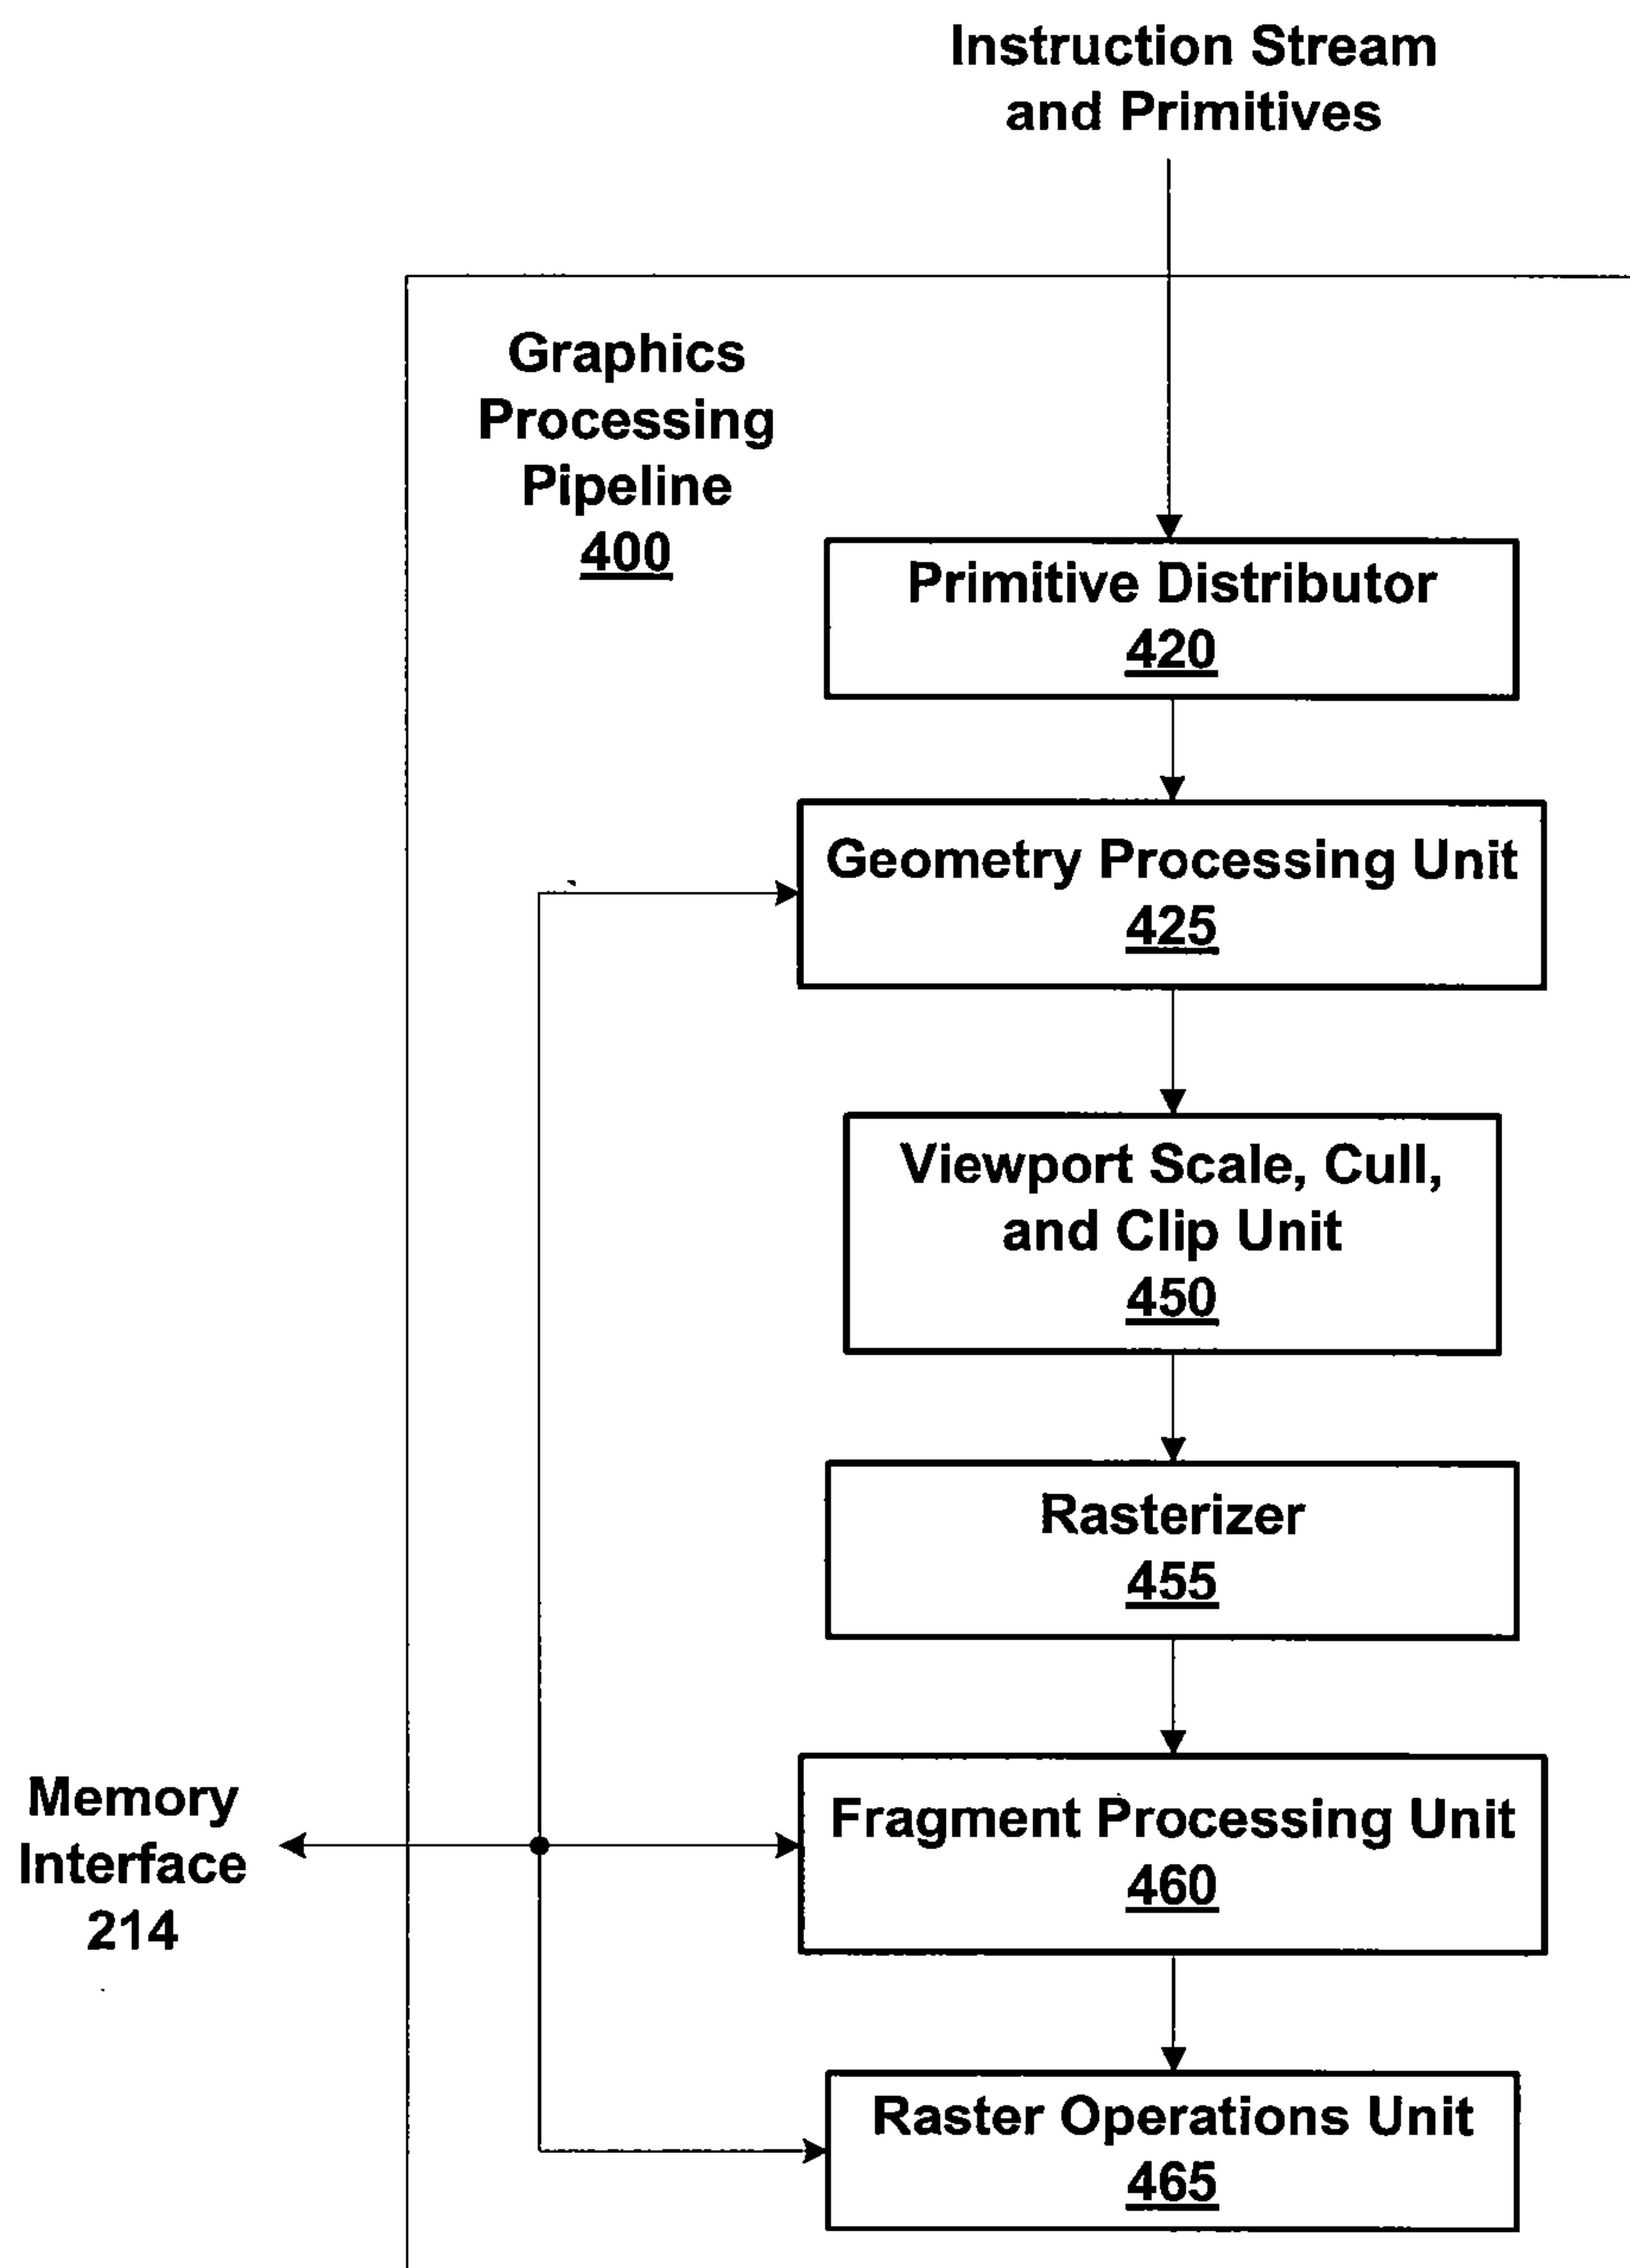 Instruction Stream
and Primitives
Graphics
Processing
Pipeline
400
Primitive Distributor
420
Geometry Processing Unit
425
Viewport Scale, Cull,
and Clip Unit
450
Rasterizer
455
Memory
Interface
214
Fragment Processing Unit
460
Raster Operations Unit
465